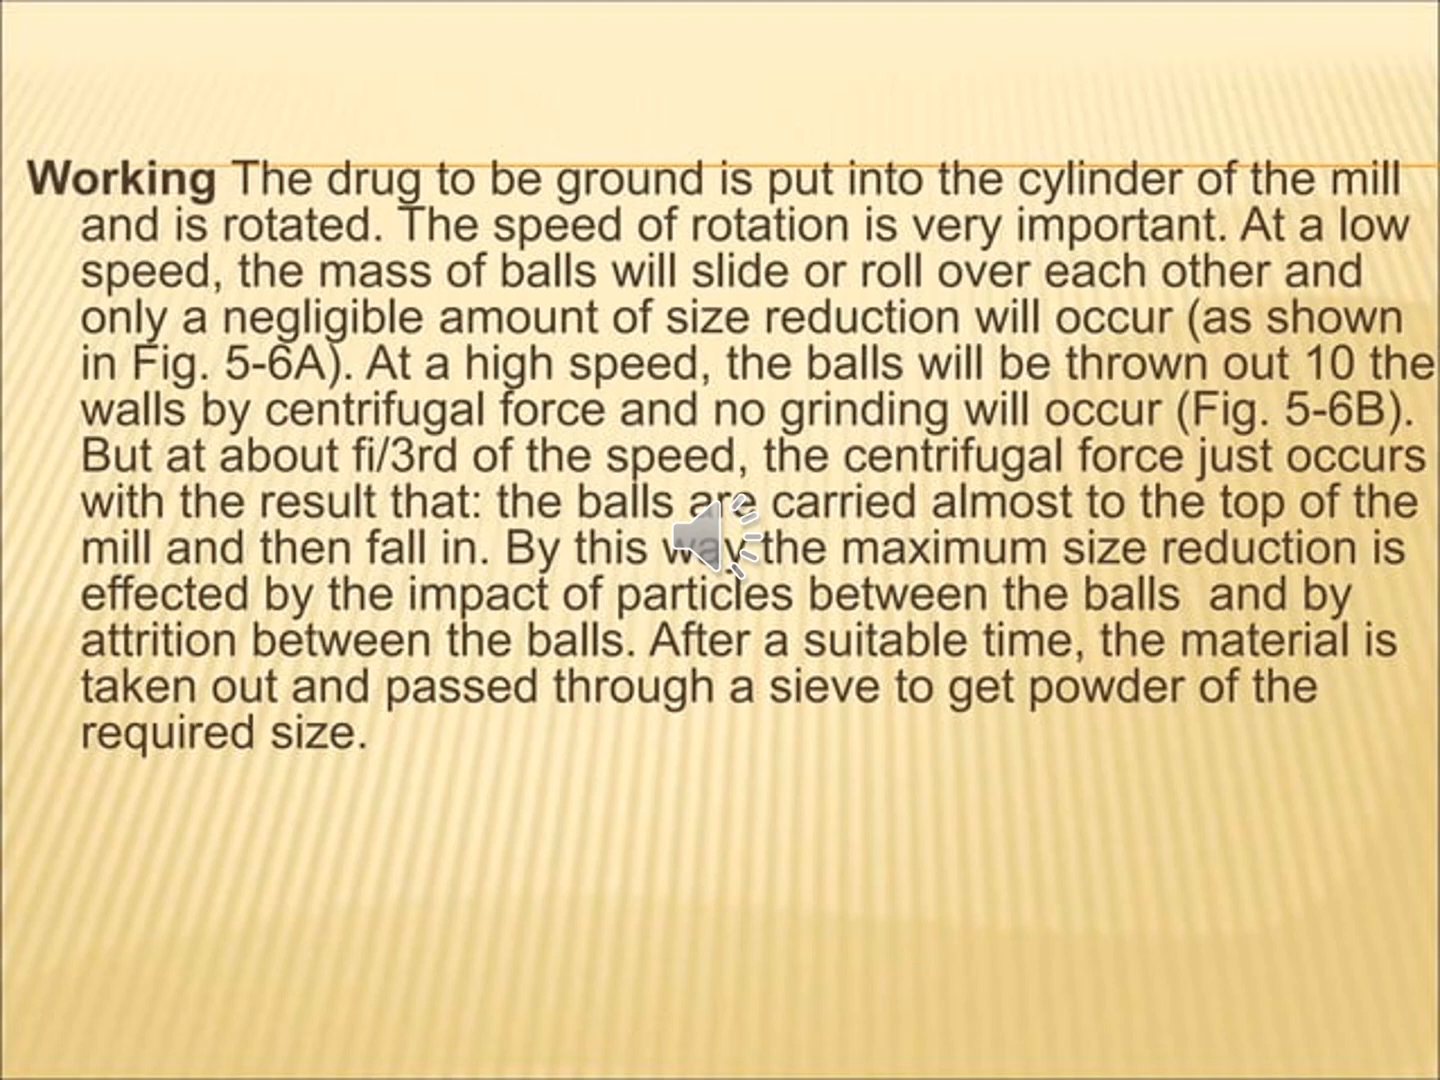 Working The drug to be ground is put into the cylinder of the mill
and is rotated. The speed of rotation is very important. At a low
speed, the mass of balls will slide or roll over each other and
only a negligible amount of size reduction will occur (as shown
in Fig. 5-6A). At a high speed, the balls will be thrown out 10 the
walls by centrifugal force and no grinding will occur (Fig. 5-6B).
But at about fi/3rd of the speed, the centrifugal force just occurs
with the result that: the balls are carried almost to the top of the
mill and then fall in. By this way the maximum size reduction is
effected by the impact of particles between the balls  and by
attrition between the balls. After a suitable time, the material is
taken out and passed through a sieve to get powder of the
required size.